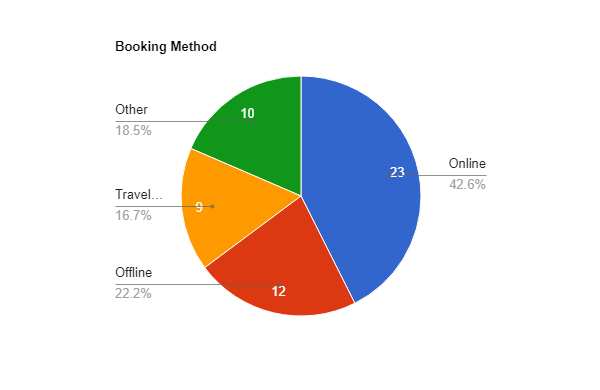 Booking Method
Other
18.5%
Travel…
16.7%
Offline
22.2%
Online
42.6%
10
23
9
12